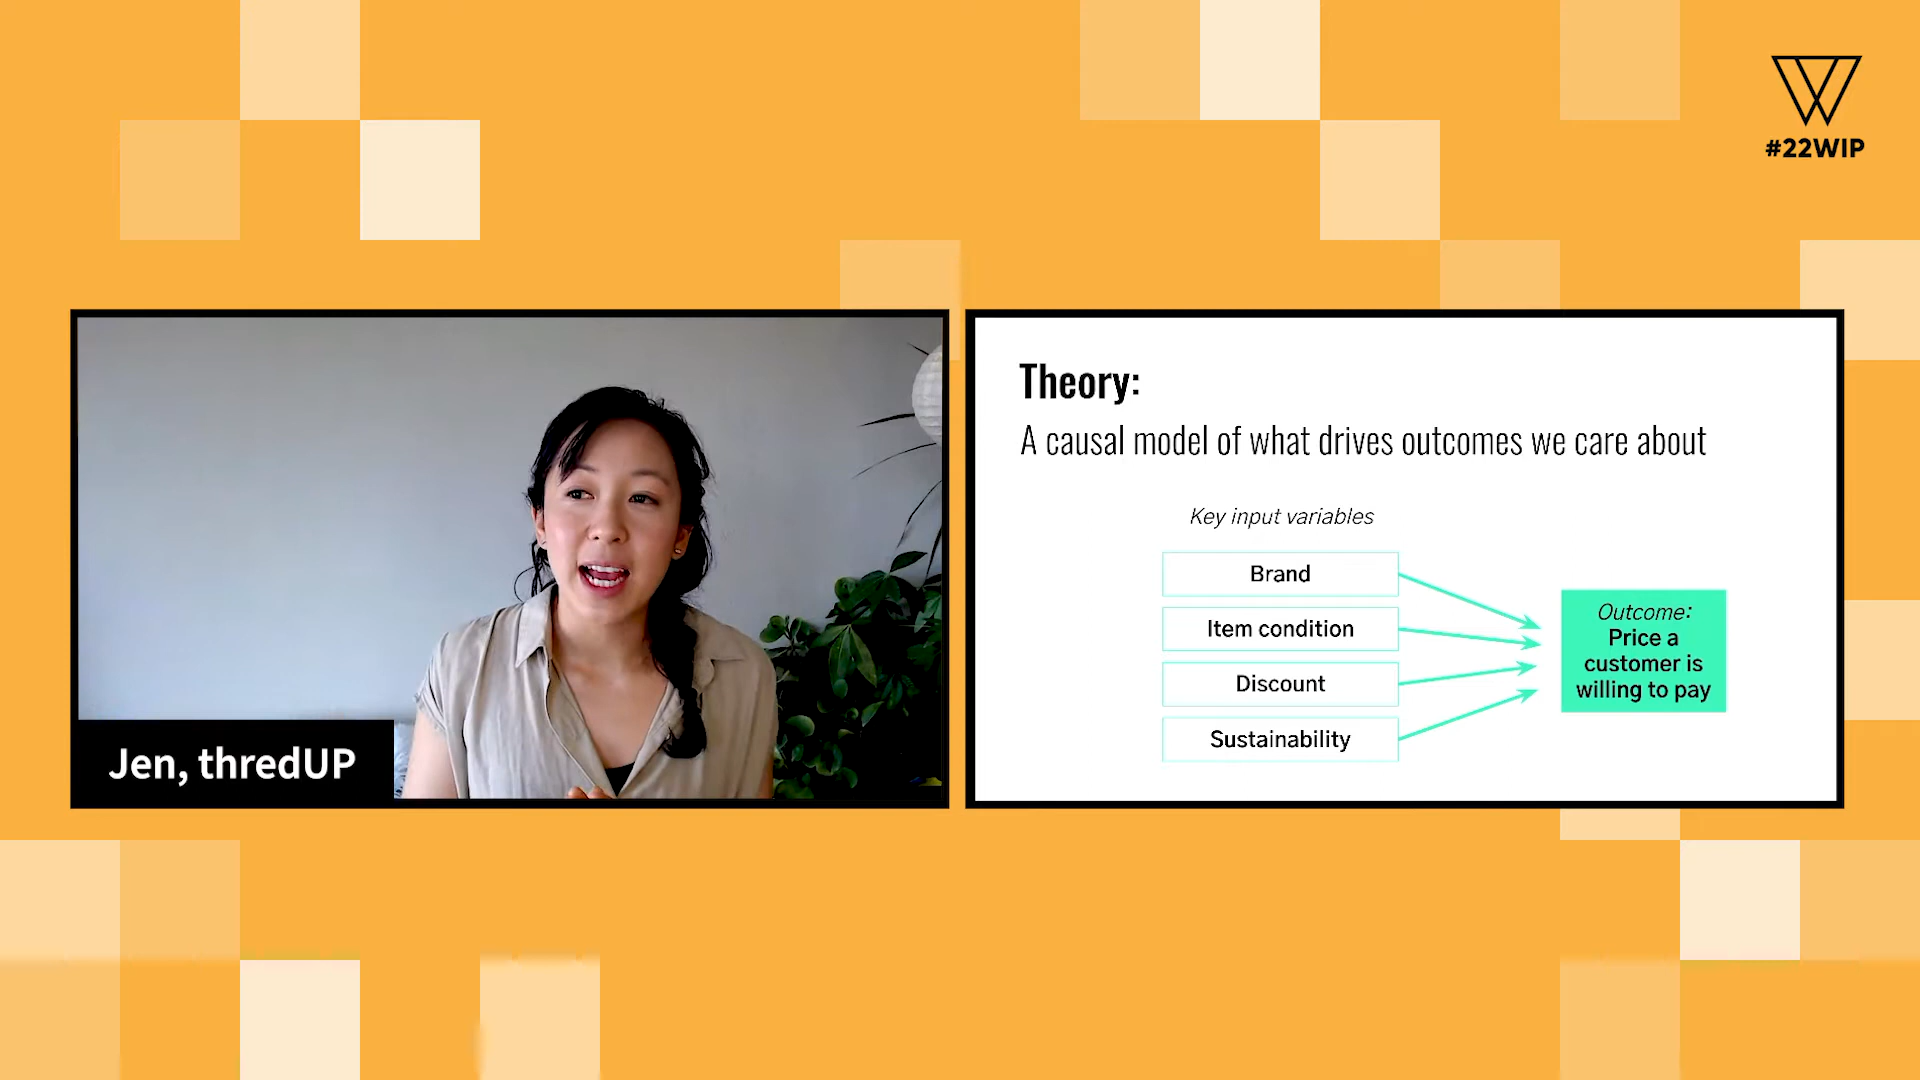 #22WIP
Jen, thredUP
Theory:
A causal model of what drives outcomes we care about
Key input variables
Brand
Item condition
Discount
Sustainability
Outcome:
Price a
customer is
willing to pay